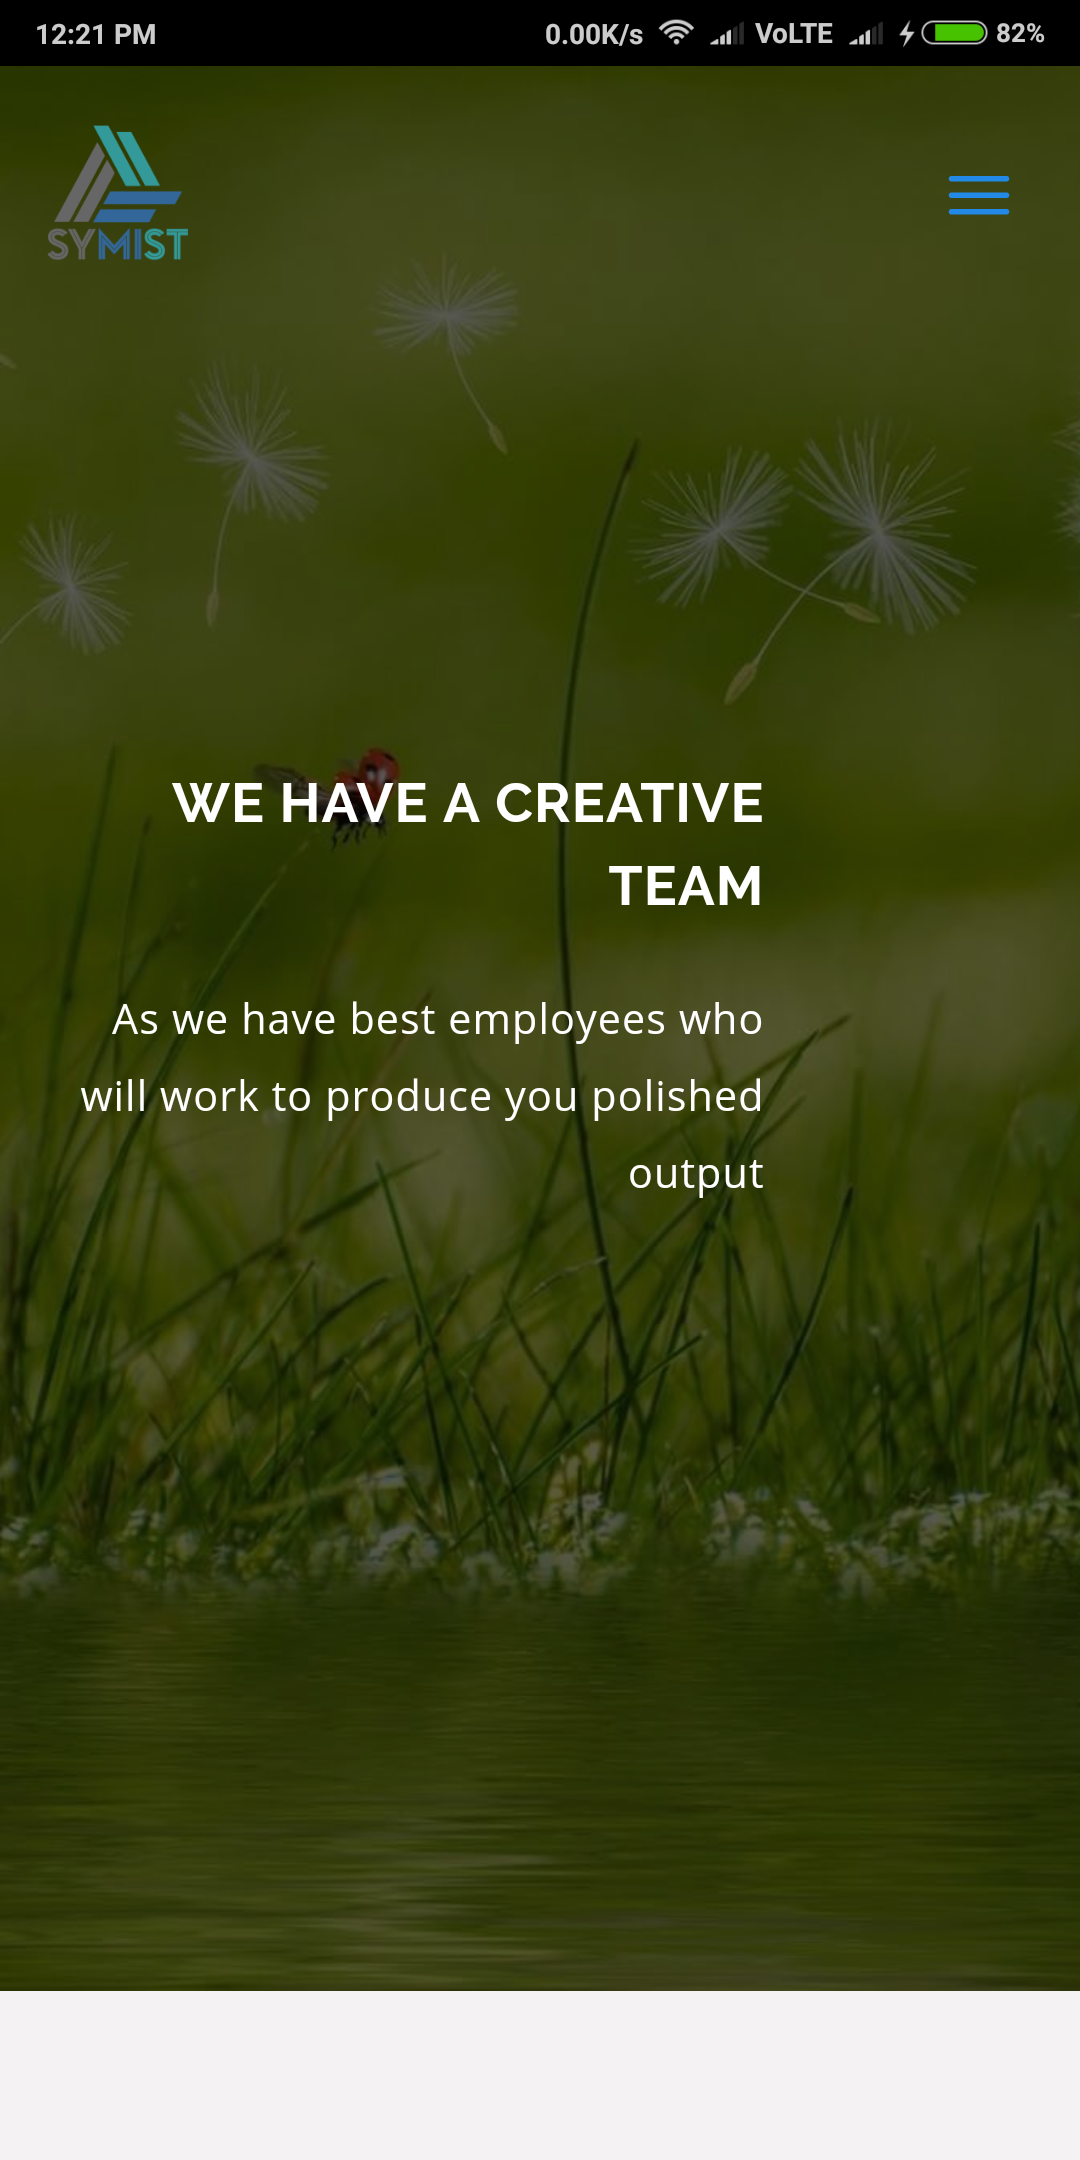 12:21 PM 0.00K/s VoLTE 82%
SYMIST
WE HAVE A CREATIVE
TEAM
As we have best employees who
will work to produce you polished
output